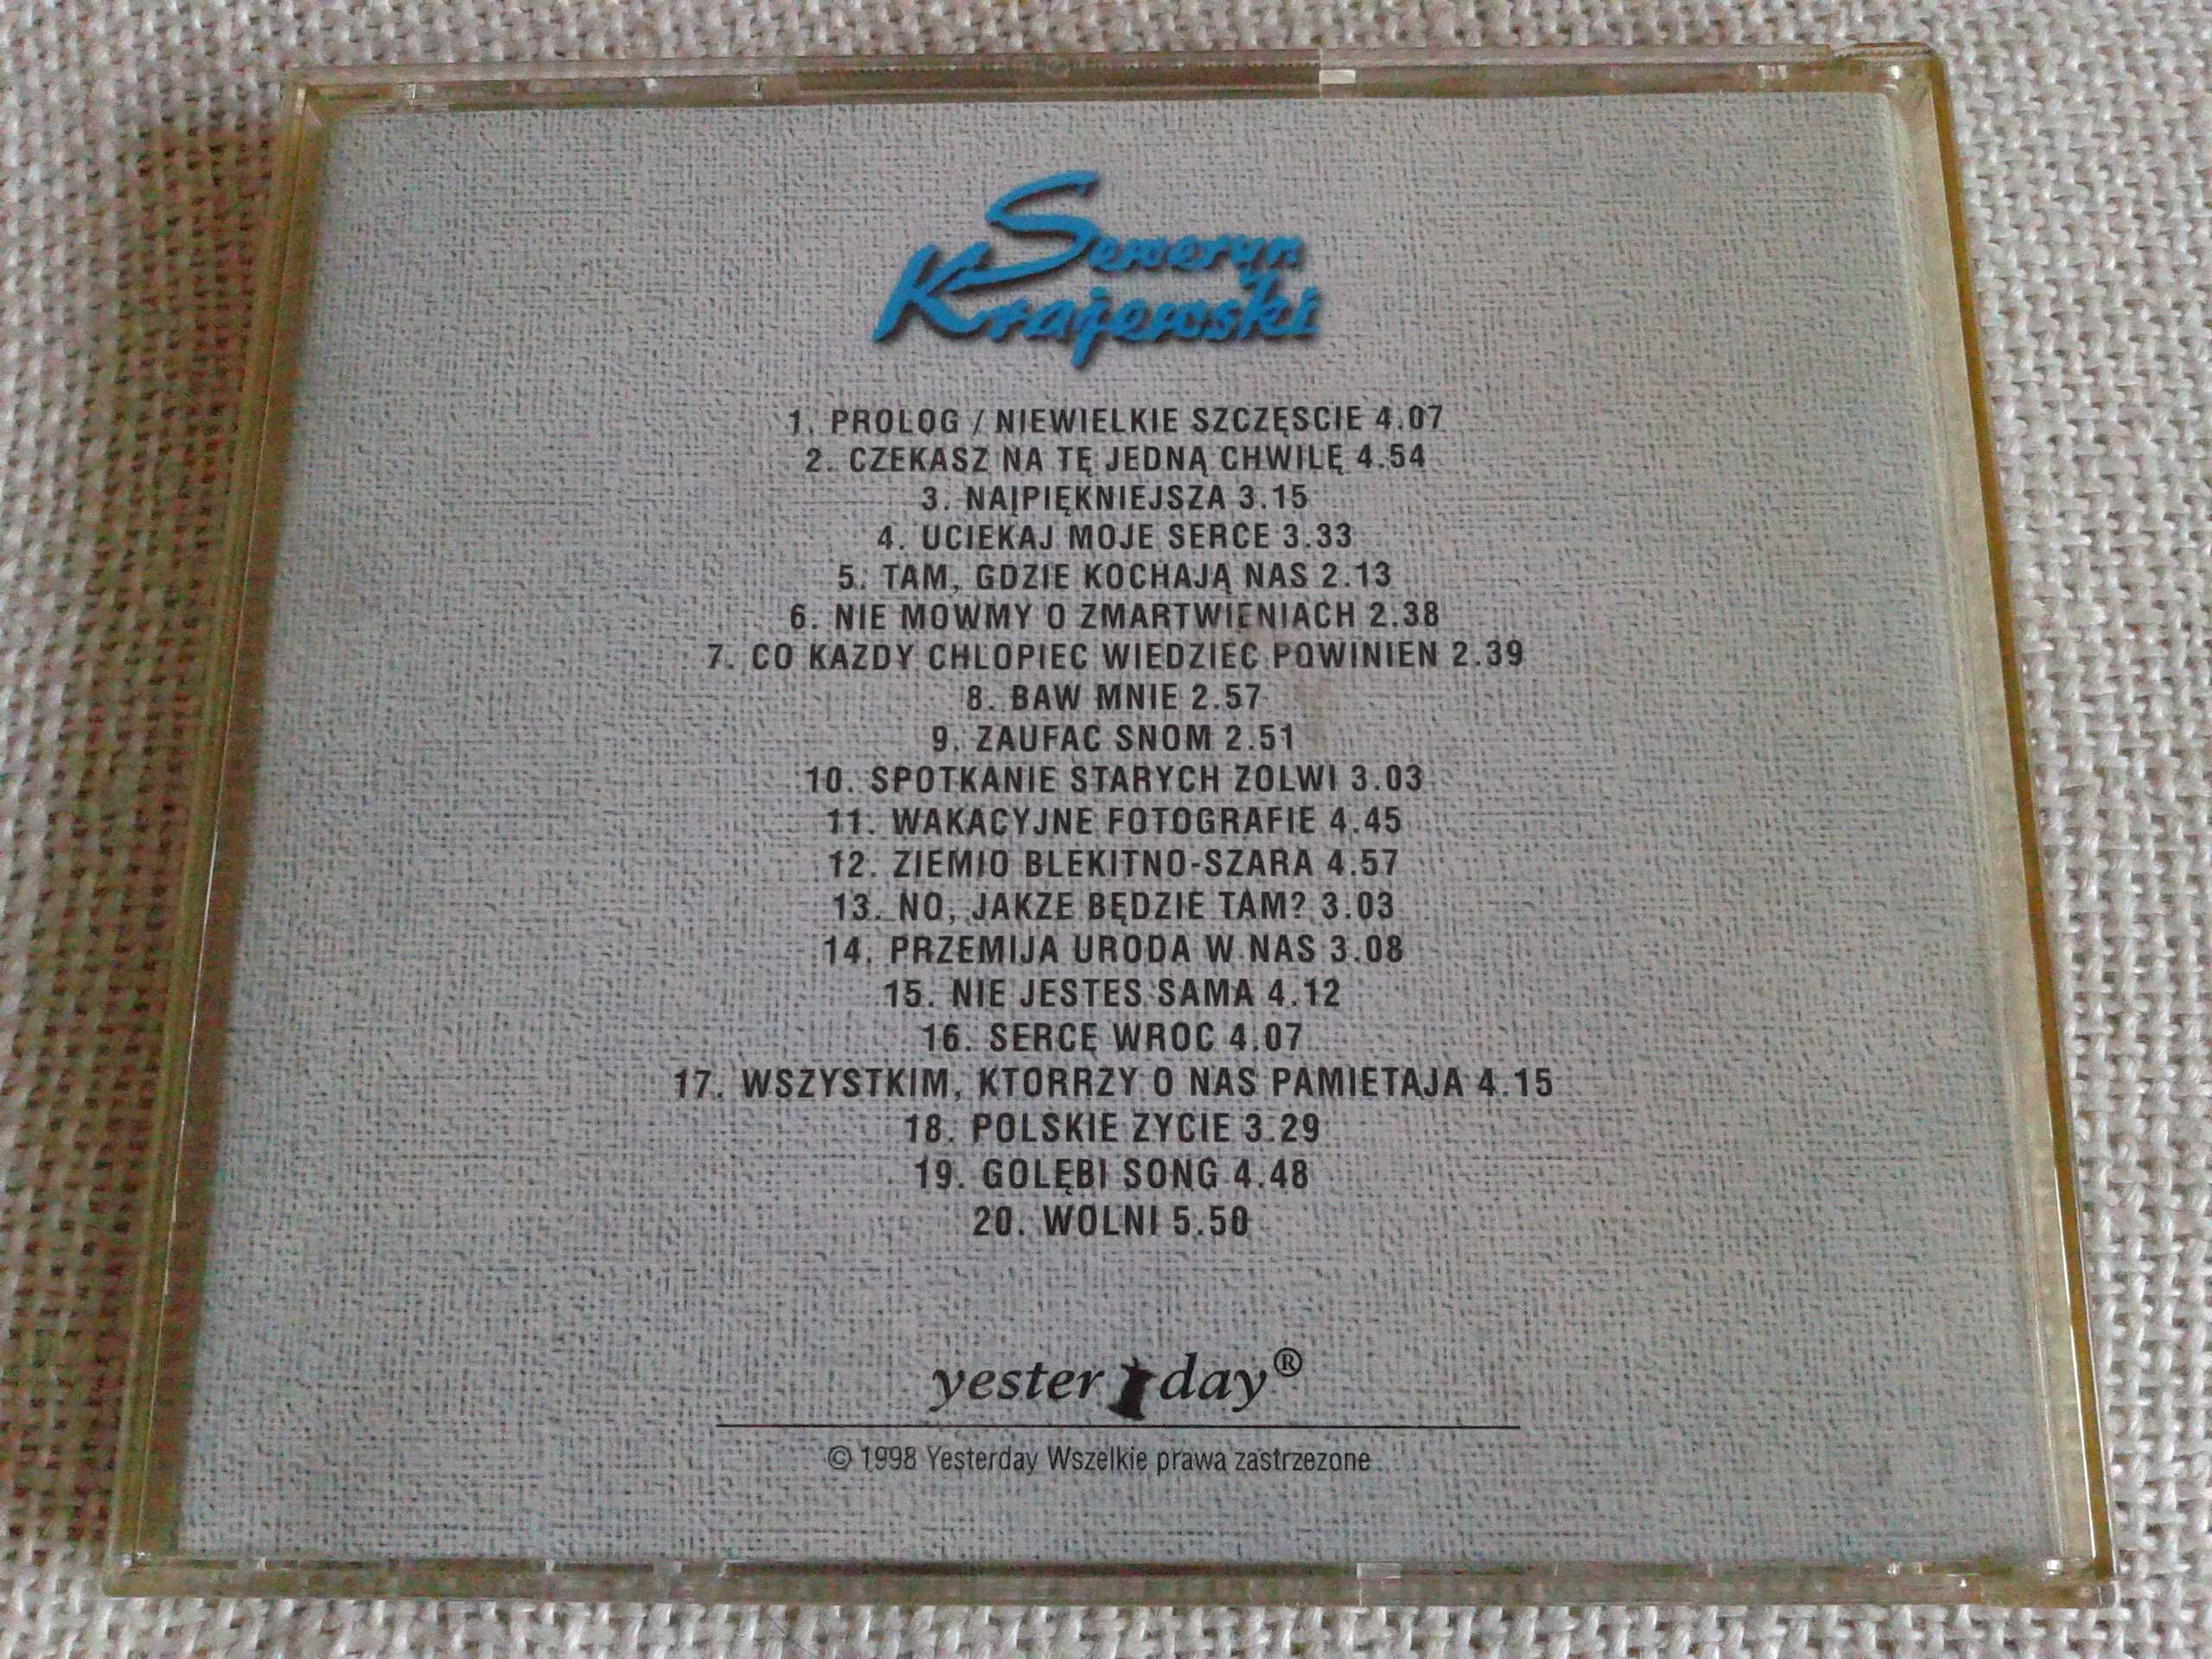 Seweryn
Krajewski
1. PROLOG / NIEWIELKIE SZCZĘSCIE 4.07
2. CZEKASZ NA TĘ JEDNĄ CHWILĘ 4.54
3. NAJPIĘKNIEJSZA 3.15
4. UCIEKAJ MOJE SERCE 3.33
5. TAM, GDZIE KOCHAJĄ NAS 2.13
6. NIE MOWMY O ZMARTWIENIACH 2.38
7. CO KAZDY CHLOPIEC WIEDZIEC POWINIEN 2.39
8. BAW MNIE 2.57
9. ZAUFAC SNOM 2.51
10. SPOTKANIE STARYCH ZOLWI 3.03
11. WAKACYJNE FOTOGRAFIE 4.45
12. ZIEMIO BLEKITNO-SZARA 4.57
13. NO, JAKZE BĘDZIE TAM? 3.03
14. PRZEMIJA URODA W NAS 3.08
15. NIE JESTES SAMA 4.12
16. SERCE WROC 4.07
17. WSZYSTKIM, KTORRZY O NAS PAMIETAJA 4.15
18. POLSKIE ZYCIE 3.29
19. GOLĘBI SONG 4.48
20. WOLNI 5.50
yesterday®
© 1998 Yesterday Wszelkie prawa zastrzezone